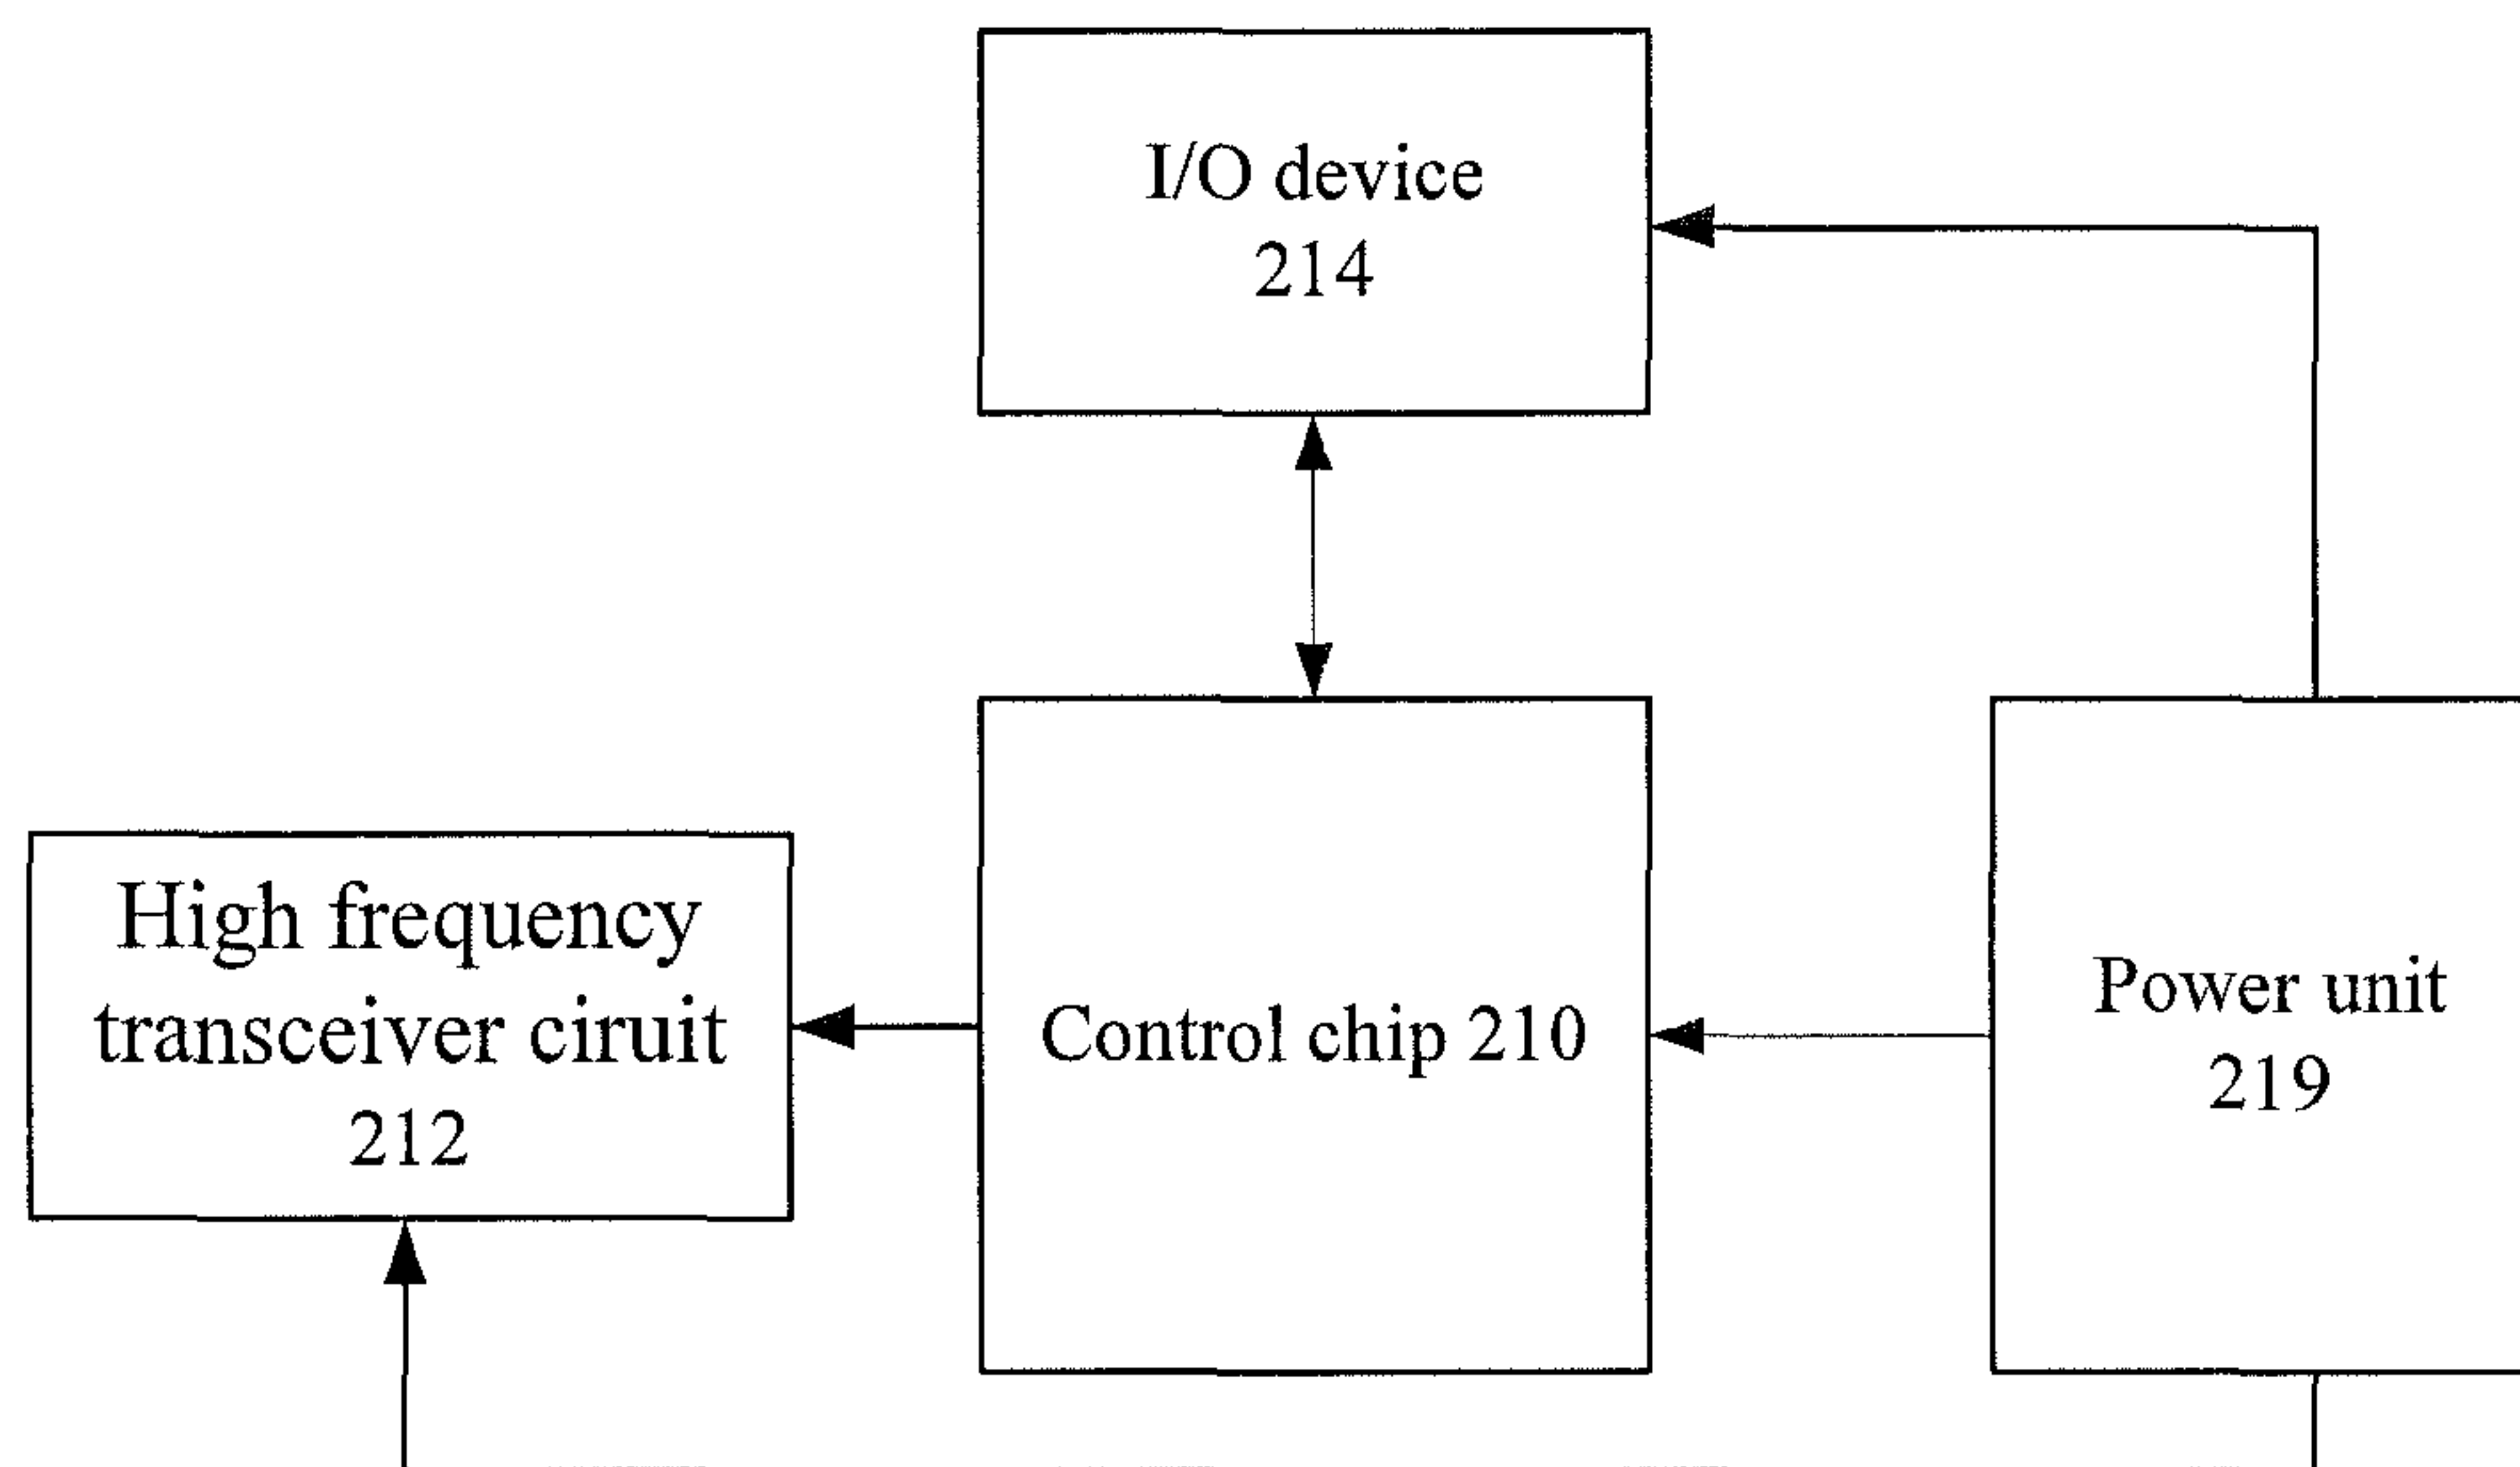 I/O device
214
High frequency
transceiver ciruit
212
Control chip 210
Power unit
219